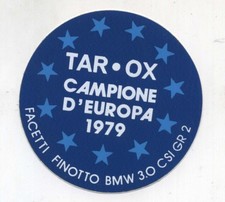 TAR•OX
CAMPIONE
D'EUROPA
1979
FACETTI FINOTTO BMW 3.0 CSI GR 2